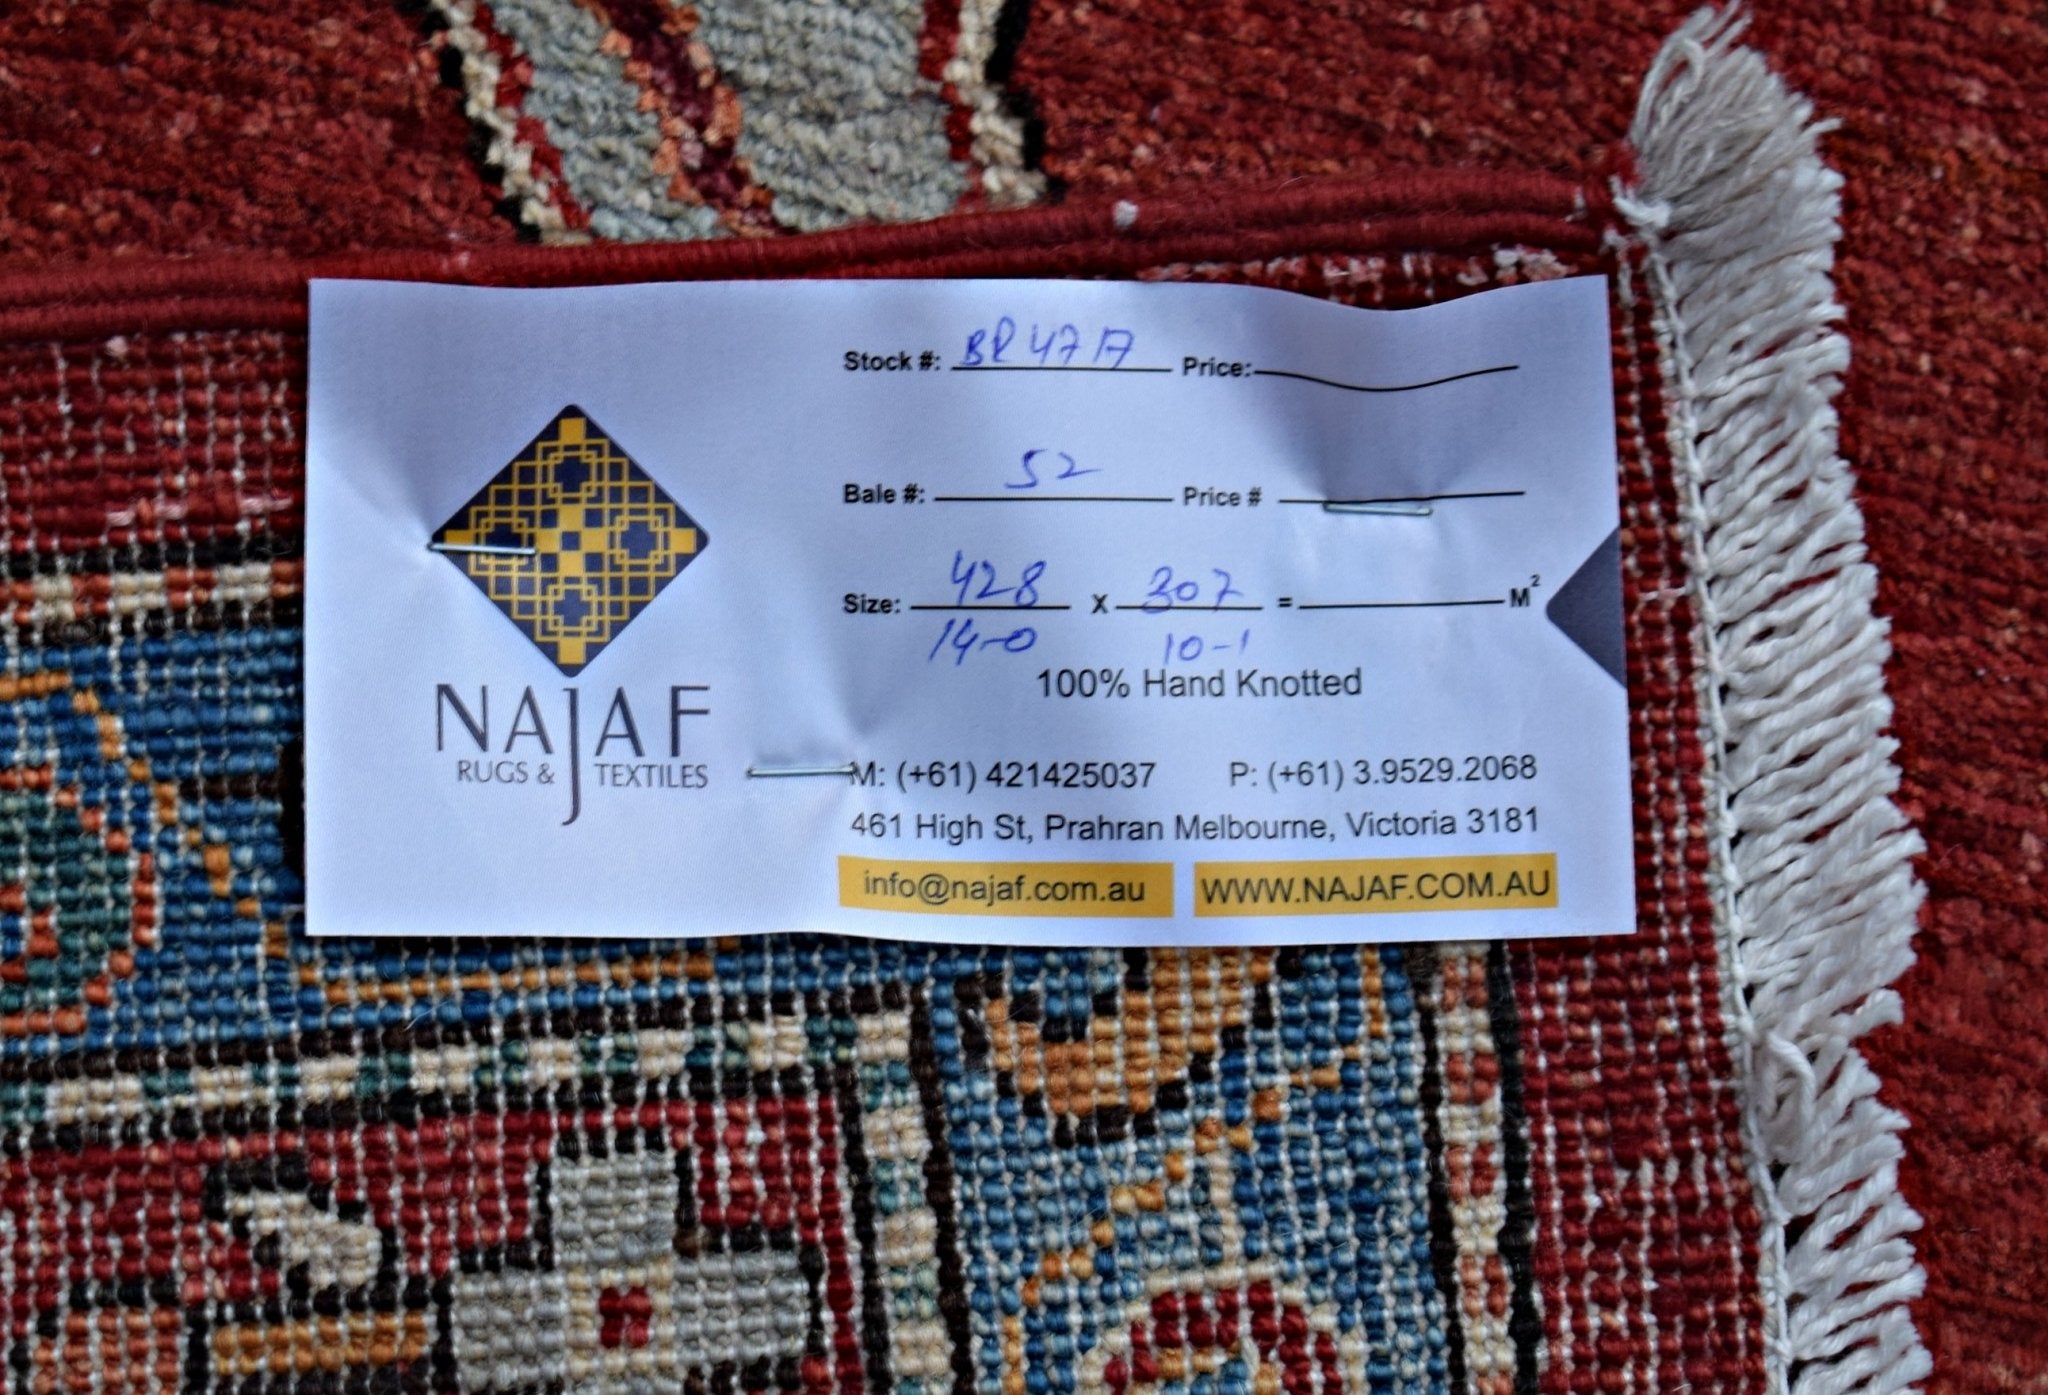 NAJAF
RUGS & TEXTILES
Stock #: BR 4717 Price:
Bale #: 52 Price #
Size: 428 X 307 = M²
14-0 10-1
100% Hand Knotted
M: (+61) 421425037 P: (+61) 3.9529.2068
461 High St, Prahran Melbourne, Victoria 3181
info@najaf.com.au WWW.NAJAF.COM.AU